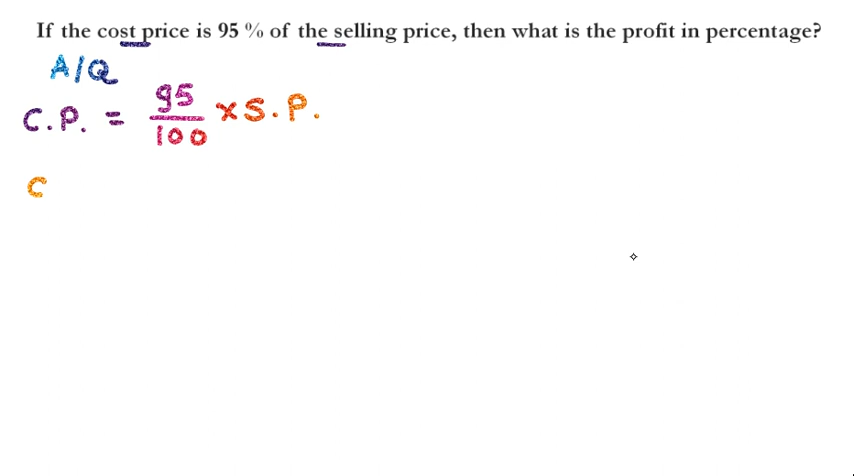 If the cost price is 95 % of the selling price, then what is the profit in percentage?
A/Q
C.P. = 95/100 × S.P.
C